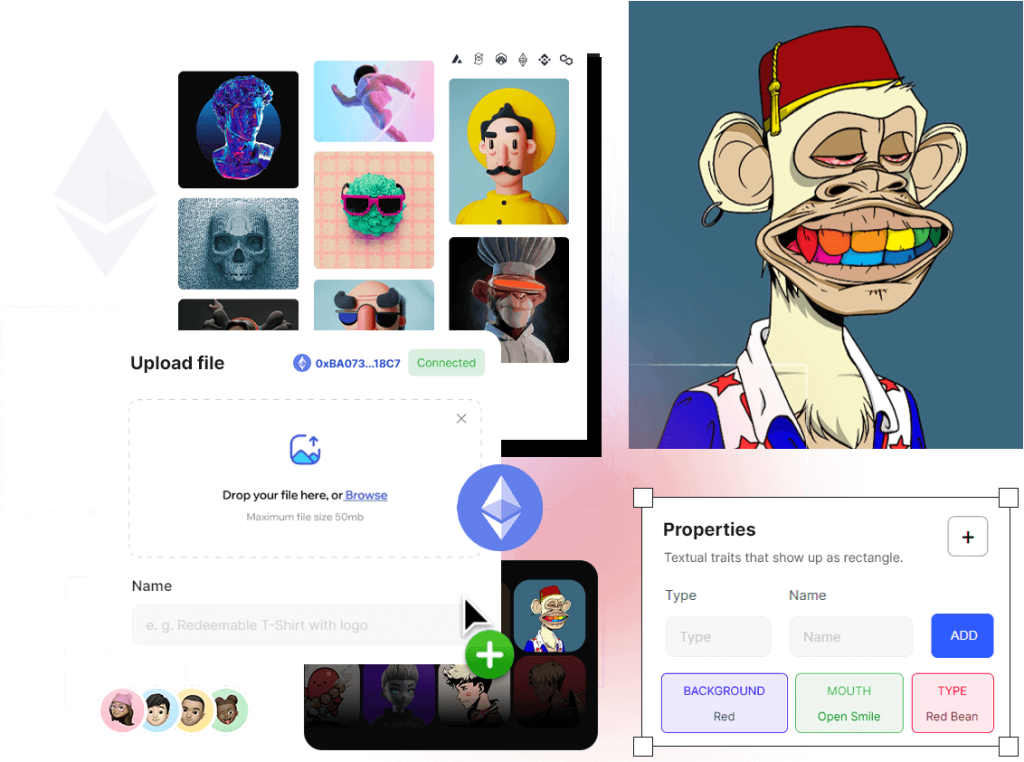 Upload file
0xBA073...18C7
Connected
Drop your file here, or Browse
Maximum file size 50mb
Name
e. g. Redeemable T-Shirt with logo
Properties
Textual traits that show up as rectangle.
Type
Name
Type
Name
ADD
BACKGROUND
Red
MOUTH
Open Smile
TYPE
Red Bean